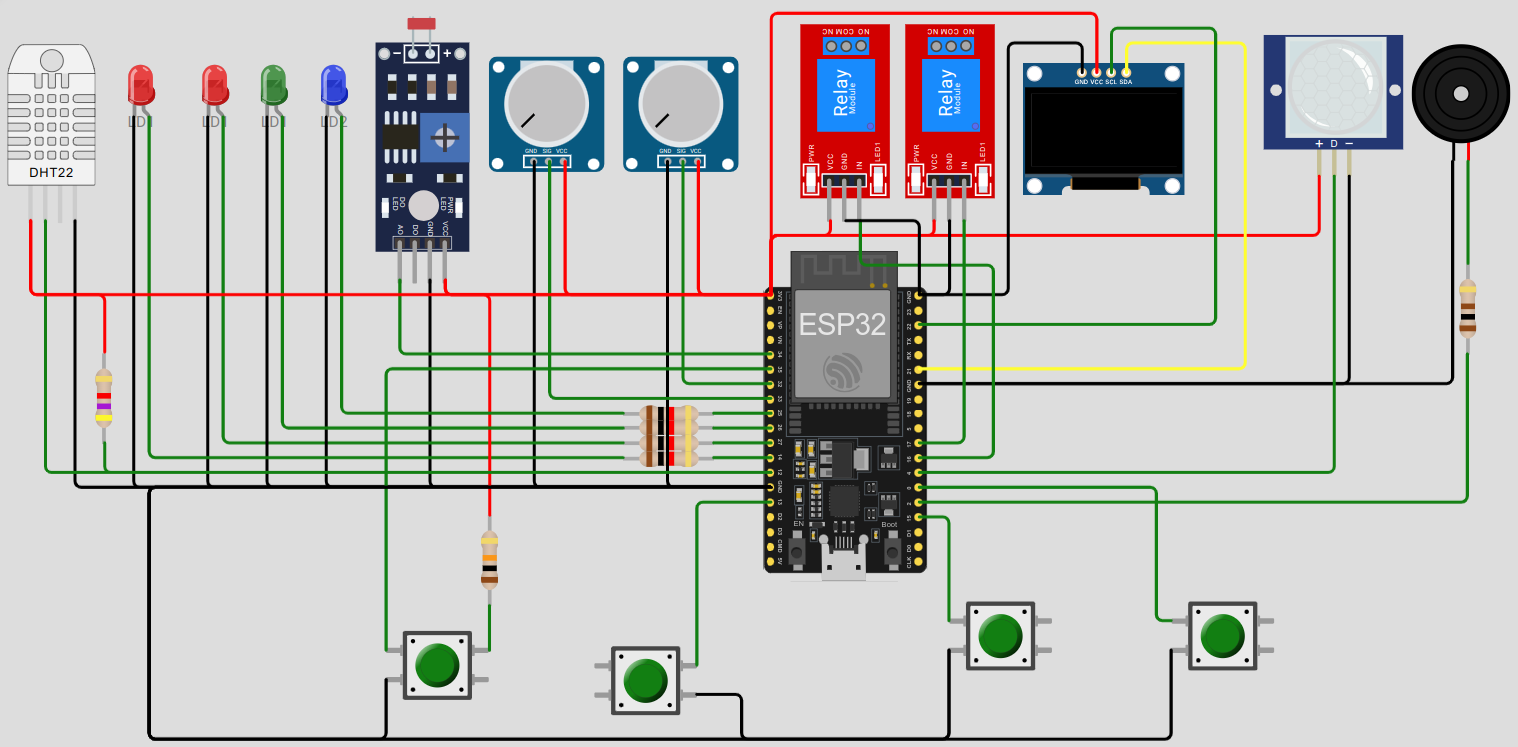 DHT22
LD1
LD1
LD1
LD2
− +
DO
LED
PWR
LED
AO
DO
GND
VCC
GND SIG VCC
GND SIG VCC
NO COM NC
Relay
Module
PWR
LED1
VCC
GND
IN
NO COM NC
Relay
Module
PWR
LED1
VCC
GND
IN
GND VCC SCL SDA
+ D −
ESP32
3V3
EN
VP
VN
34
35
32
33
25
26
27
14
12
GND
13
D2
D3
CMD
5V
GND
23
22
TX
RX
21
GND
19
18
5
17
16
4
0
2
15
D1
D0
CLK
EN
Boot